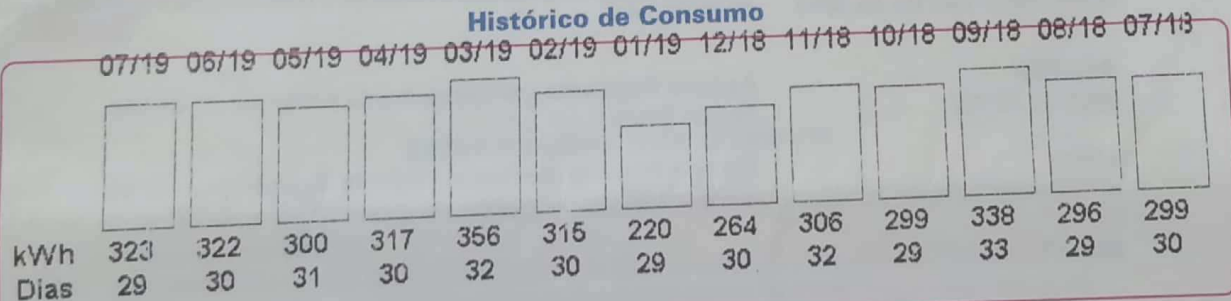 Histórico de Consumo
07/19 06/19 05/19 04/19 03/19 02/19 01/19 12/18 11/18 10/18 09/18 08/18 07/18
kWh 323 322 300 317 356 315 220 264 306 299 338 296 299
Dias 29 30 31 30 32 30 29 30 32 29 33 29 30